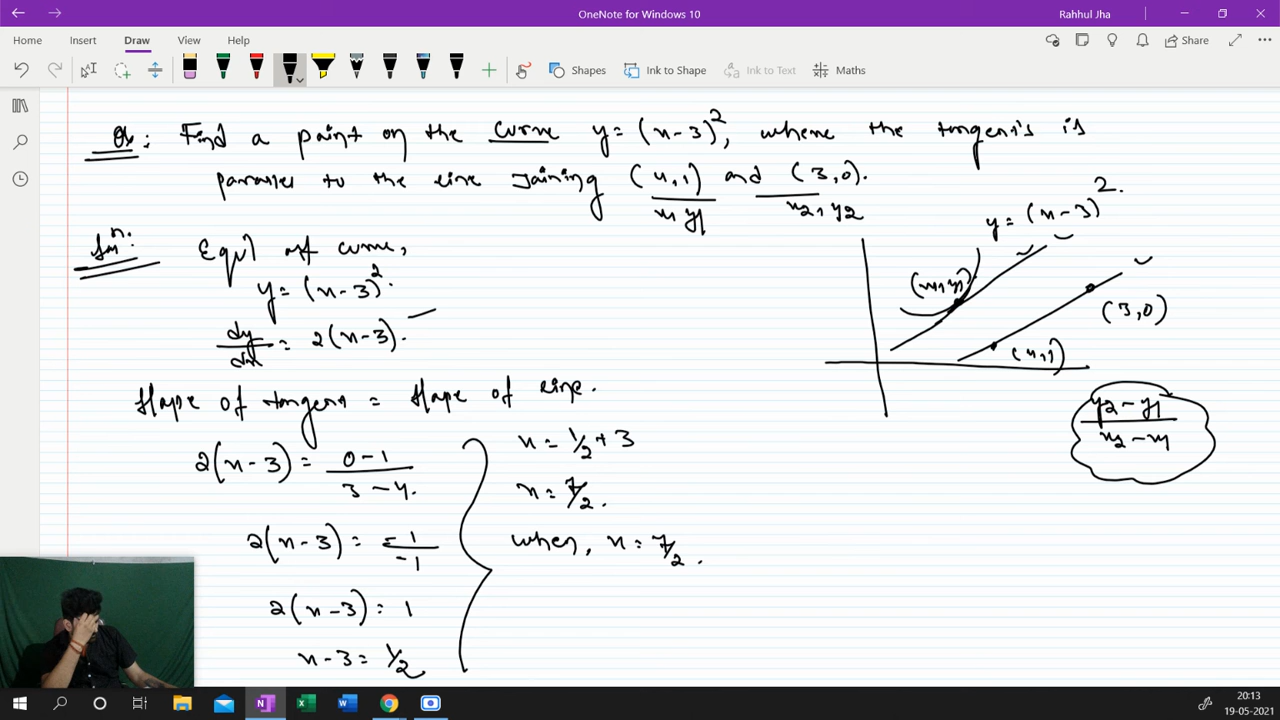 OneNote for Windows 10
Rahhul Jha
Home Insert Draw View Help
Share
Shapes Ink to Shape Ink to Text Maths
Qs: Find a point on the curve y = (x-3)², where the tangents is
parallel to the line joining (4,1) and (3,0).
x1 y1 x2, y2
Solⁿ: Eqⁿ of curve,
y = (x-3)².
dy/dx = 2(x-3).
Slope of tangent = Slope of line.
2(x-3) = 0-1 / 3-4.
2(x-3) = -1/-1
2(x-3) = 1
x-3 = 1/2
x = 1/2 + 3
x = 7/2.
when, x = 7/2.
y = (x-3)².
(x1, y1)
(3,0)
(4,1)
y2-y1 / x2-x1
20:13
19-05-2021